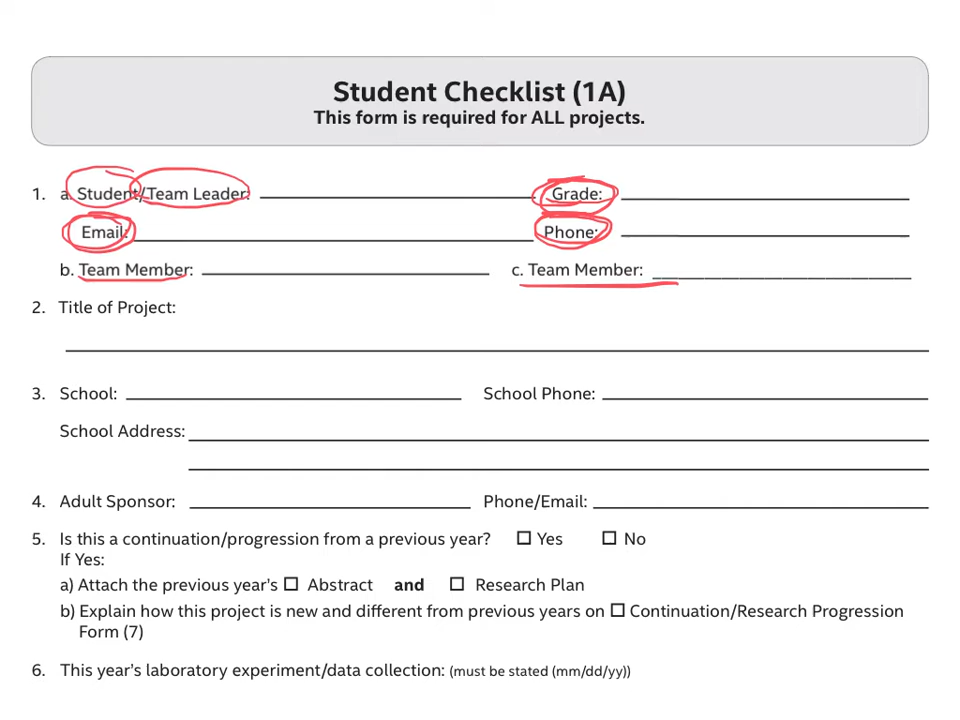 Student Checklist (1A)
This form is required for ALL projects.
1. a. Student/Team Leader: Grade:
Email: Phone:
b. Team Member: c. Team Member:
2. Title of Project:
3. School: School Phone:
School Address:
4. Adult Sponsor: Phone/Email:
5. Is this a continuation/progression from a previous year? ☐ Yes ☐ No
If Yes:
a) Attach the previous year's ☐ Abstract and ☐ Research Plan
b) Explain how this project is new and different from previous years on ☐ Continuation/Research Progression
Form (7)
6. This year's laboratory experiment/data collection: (must be stated (mm/dd/yy))